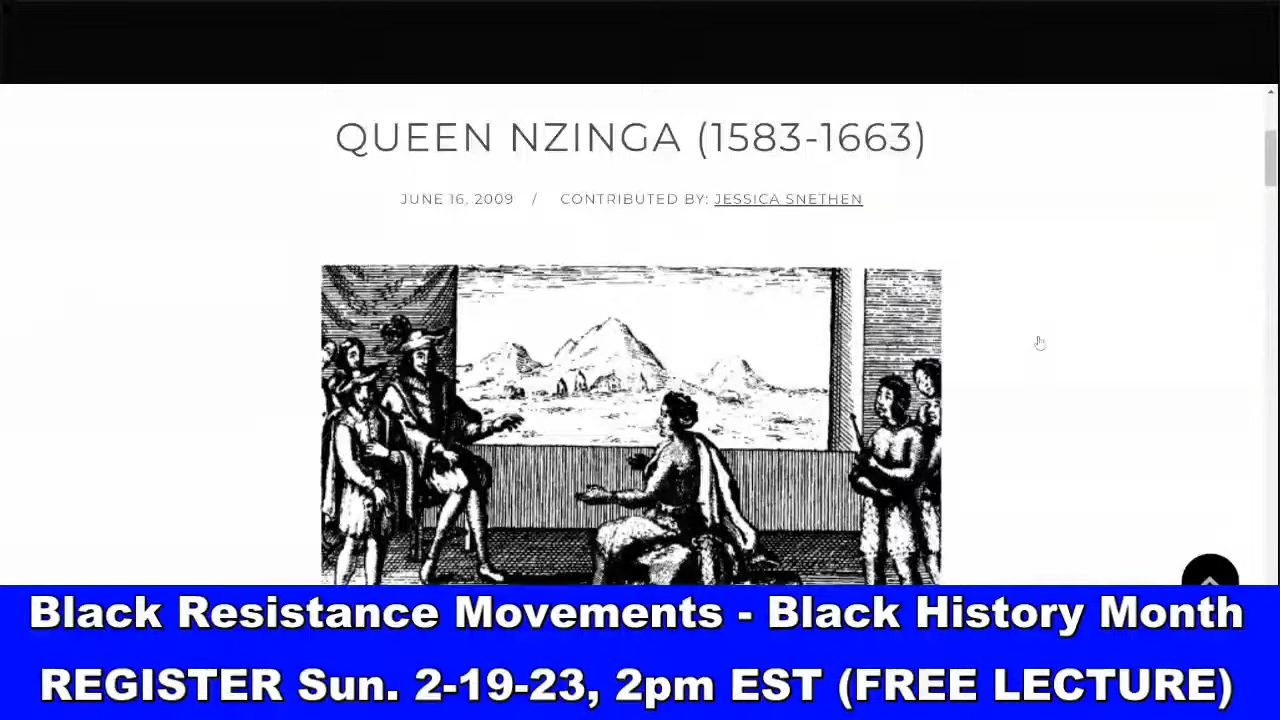 QUEEN NZINGA (1583-1663)
JUNE 16, 2009 / CONTRIBUTED BY: JESSICA SNETHEN
Black Resistance Movements - Black History Month
REGISTER Sun. 2-19-23, 2pm EST (FREE LECTURE)